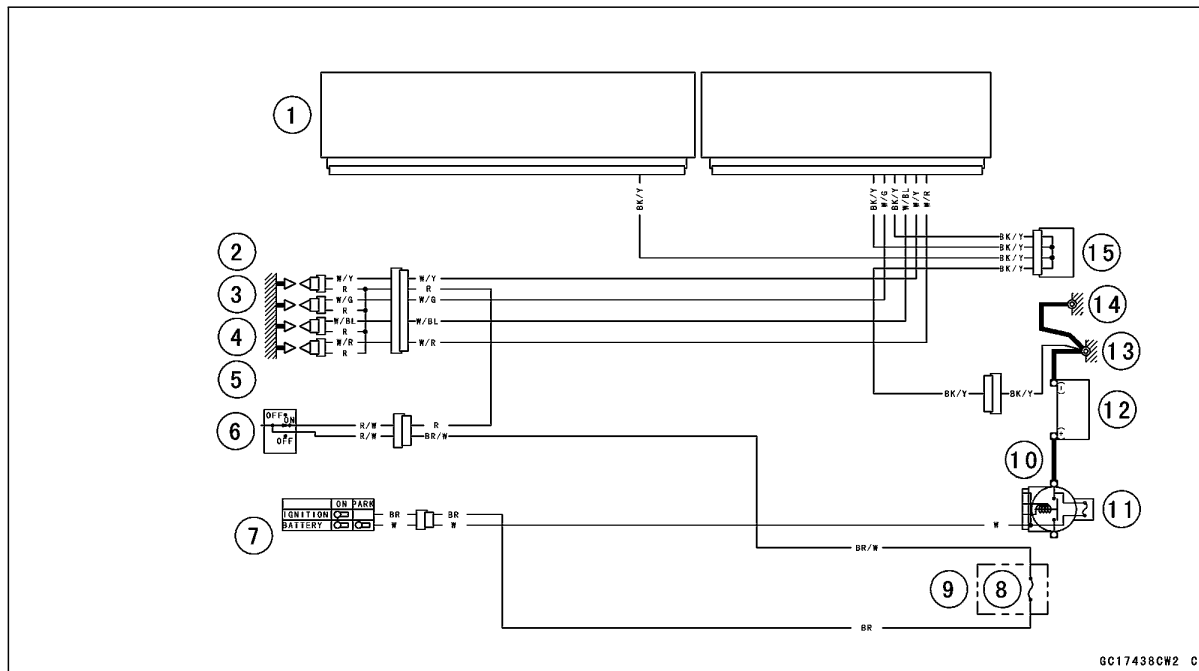 1
BK/Y
BK/Y
W/G
BK/Y
W/BL
W/Y
W/R
BK/Y
BK/Y
BK/Y
BK/Y
15
2
W/Y
R
W/G
R
W/BL
R
W/R
R
W/Y
R
W/G
W/BL
W/R
3
4
5
14
13
BK/Y
BK/Y
(-)
12
(+)
6
OFF
ON
OFF
R/W
R/W
R
BR/W
10
11
7
ON PARK
IGNITION
BATTERY
BR
W
BR
W
W
BR/W
9
8
BR
GC17438CW2 C